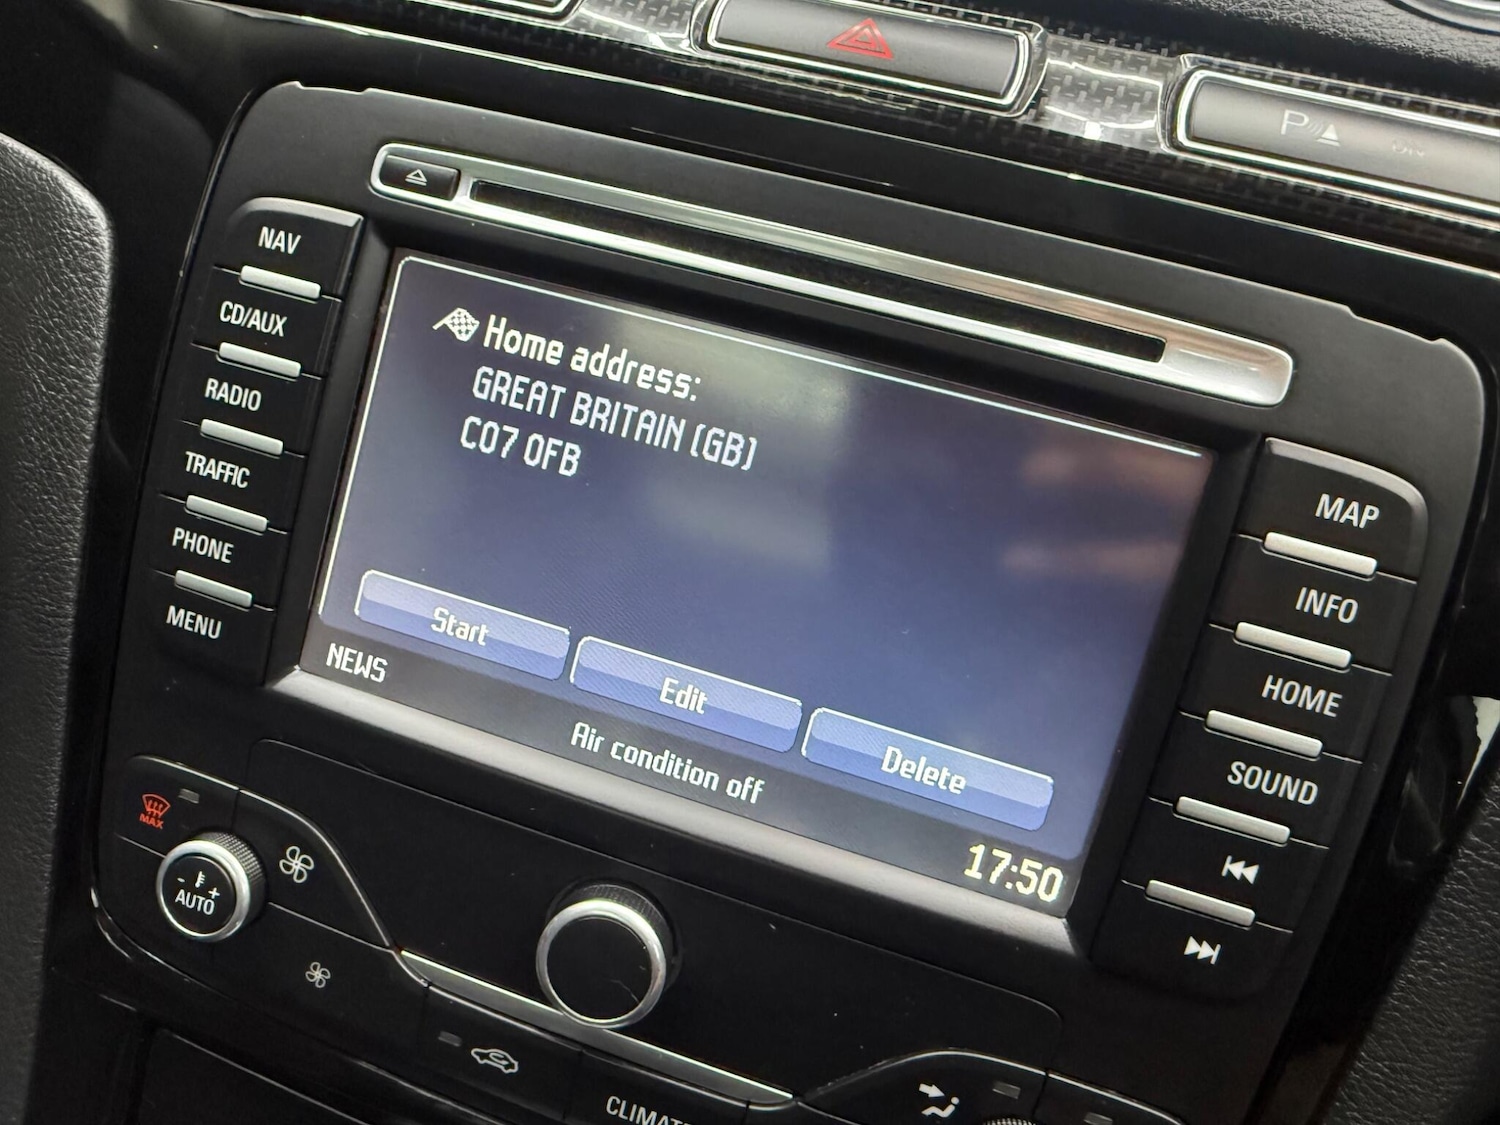 P
NAV
CD/AUX
RADIO
TRAFFIC
PHONE
MENU
Home address:
GREAT BRITAIN (GB)
CO7 0FB
Start
Edit
Delete
NEWS
Air condition off
17:50
MAP
INFO
HOME
SOUND
MAX
- +
AUTO
CLIMATE